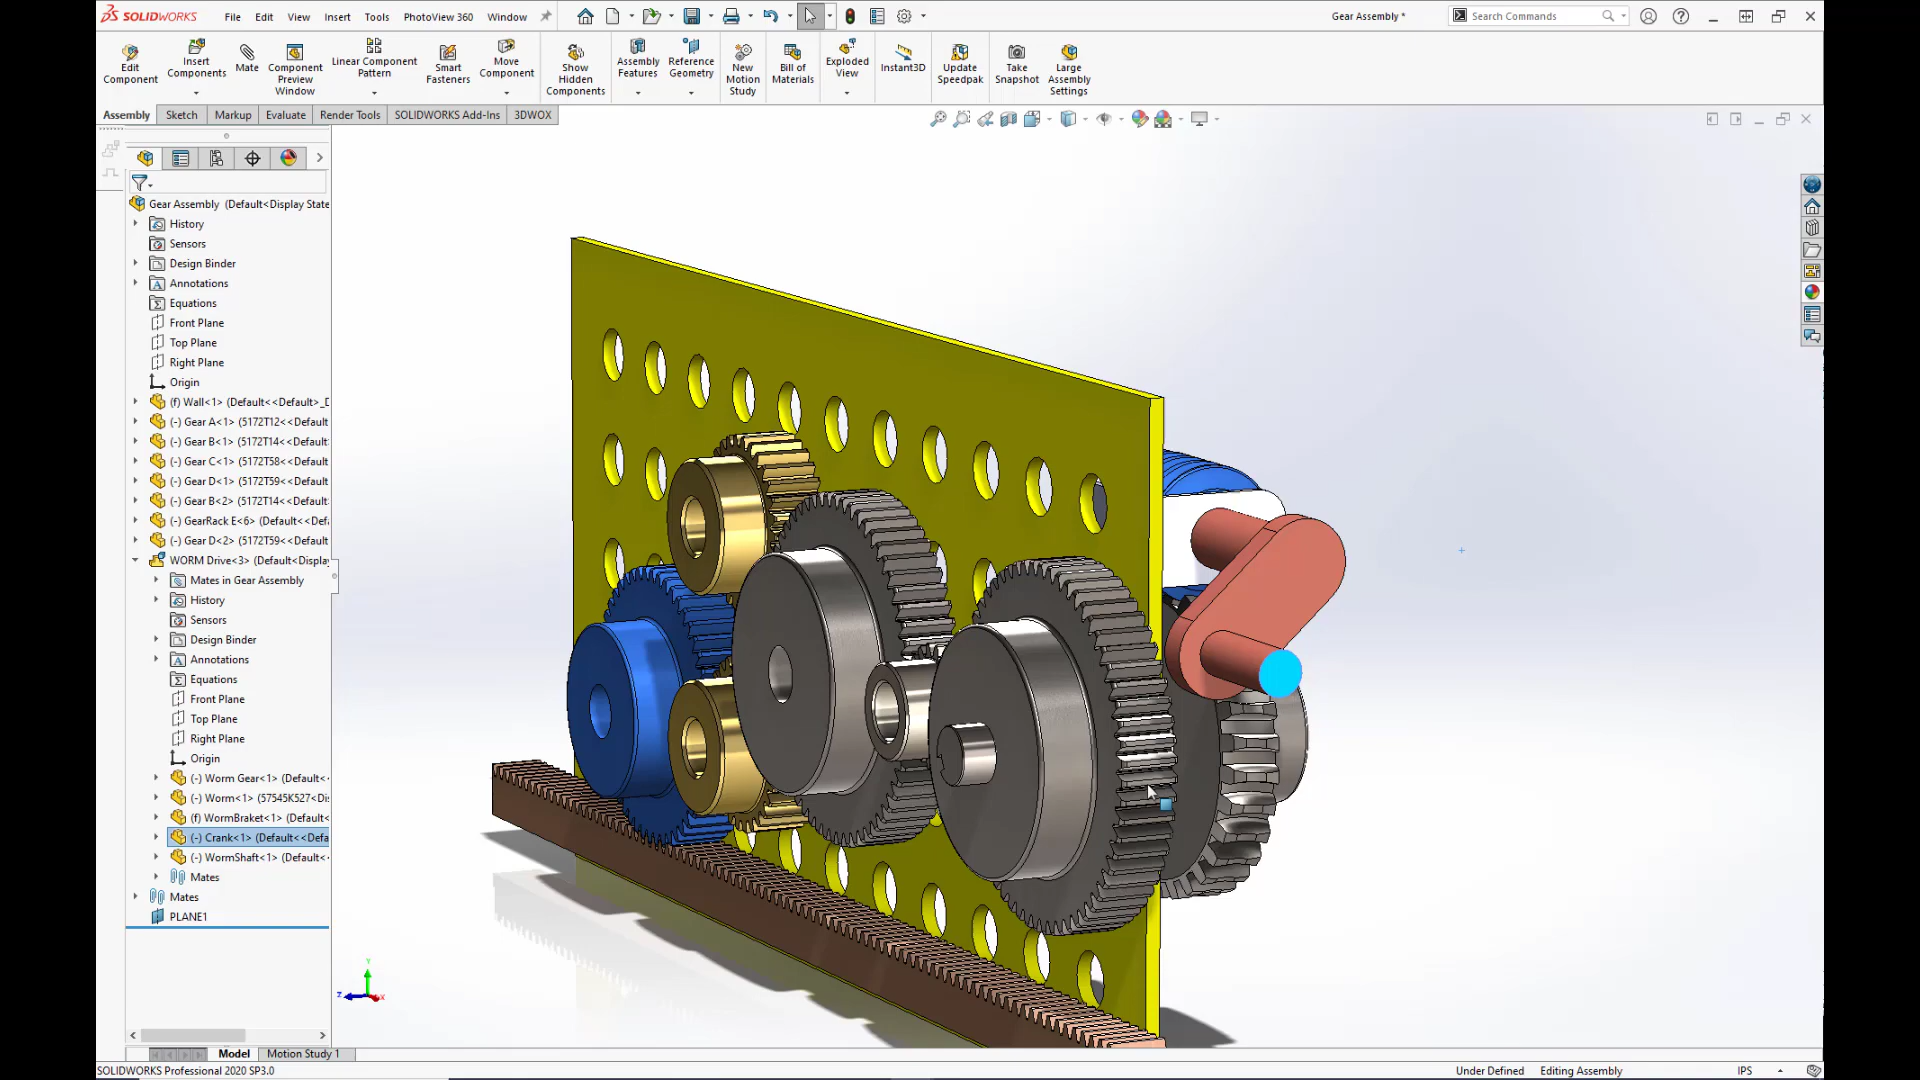 SOLIDWORKS File Edit View Insert Tools PhotoView 360 Window Gear Assembly * Search Commands
Edit Component
Insert Components
Mate
Component Preview Window
Linear Component Pattern
Smart Fasteners
Move Component
Show Hidden Components
Assembly Features
Reference Geometry
New Motion Study
Bill of Materials
Exploded View
Instant3D
Update Speedpak
Take Snapshot
Large Assembly Settings
Assembly Sketch Markup Evaluate Render Tools SOLIDWORKS Add-Ins 3DWOX
Gear Assembly (Default<Display State
History
Sensors
Design Binder
Annotations
Equations
Front Plane
Top Plane
Right Plane
Origin
(f) Wall<1> (Default<<Default>_D
(-) Gear A<1> (5172T12<<Default
(-) Gear B<1> (5172T14<<Default
(-) Gear C<1> (5172T58<<Default
(-) Gear D<1> (5172T59<<Default
(-) Gear B<2> (5172T14<<Default
(-) GearRack E<6> (Default<<Def
(-) Gear D<2> (5172T59<<Default
WORM Drive<3> (Default<Display
Mates in Gear Assembly
History
Sensors
Design Binder
Annotations
Equations
Front Plane
Top Plane
Right Plane
Origin
(-) Worm Gear<1> (Default<
(-) Worm<1> (57545K527<Dis
(f) WormBraket<1> (Default<
(-) Crank<1> (Default<<Defa
(-) WormShaft<1> (Default<
Mates
Mates
PLANE1
Y
Z X
Model Motion Study 1
SOLIDWORKS Professional 2020 SP3.0 Under Defined Editing Assembly IPS